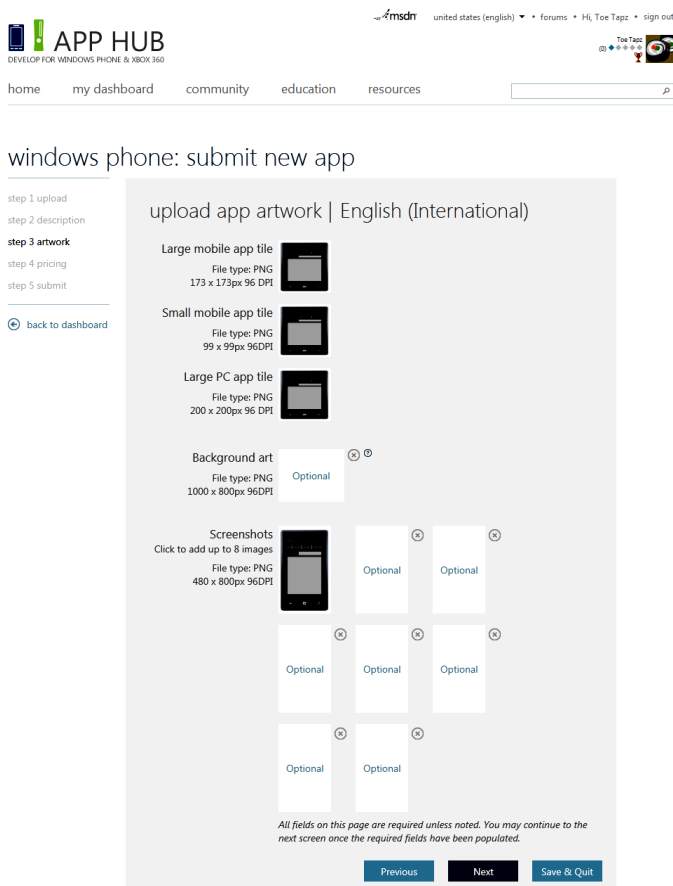 msdn united states (english) • forums • Hi, Toe Tapz • sign out
APP HUB
DEVELOP FOR WINDOWS PHONE & XBOX 360
Toe Tapz
(0)
home my dashboard community education resources
windows phone: submit new app
step 1 upload
step 2 description
step 3 artwork
step 4 pricing
step 5 submit
back to dashboard
upload app artwork | English (International)
Large mobile app tile
File type: PNG
173 x 173px 96 DPI
Small mobile app tile
File type: PNG
99 x 99px 96DPI
Large PC app tile
File type: PNG
200 x 200px 96 DPI
Background art
File type: PNG
1000 x 800px 96DPI
Optional
Screenshots
Click to add up to 8 images
File type: PNG
480 x 800px 96DPI
Optional Optional
Optional Optional Optional
Optional Optional
All fields on this page are required unless noted. You may continue to the
next screen once the required fields have been populated.
Previous Next Save & Quit